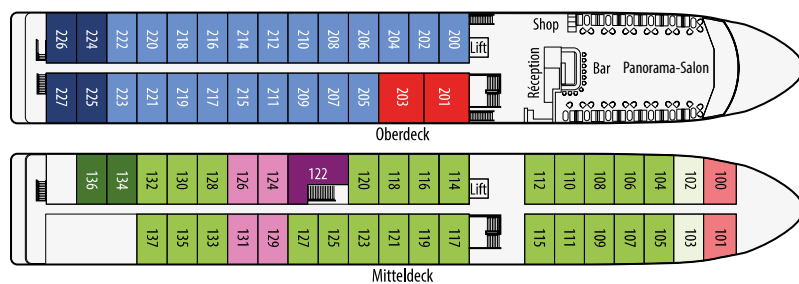 226 224 222 220 218 216 214 212 210 208 206 204 202 200
Lift
Shop
Réception
Bar
Panorama-Salon
227 225 223 221 219 217 215 211 209 207 205 203 201
Oberdeck
136 134 132 130 128 126 124 122 120 118 116 114
Lift
112 110 108 106 104 102 100
137 135 133 131 129 127 125 123 121 119 117
115 111 109 107 105 103 101
Mitteldeck